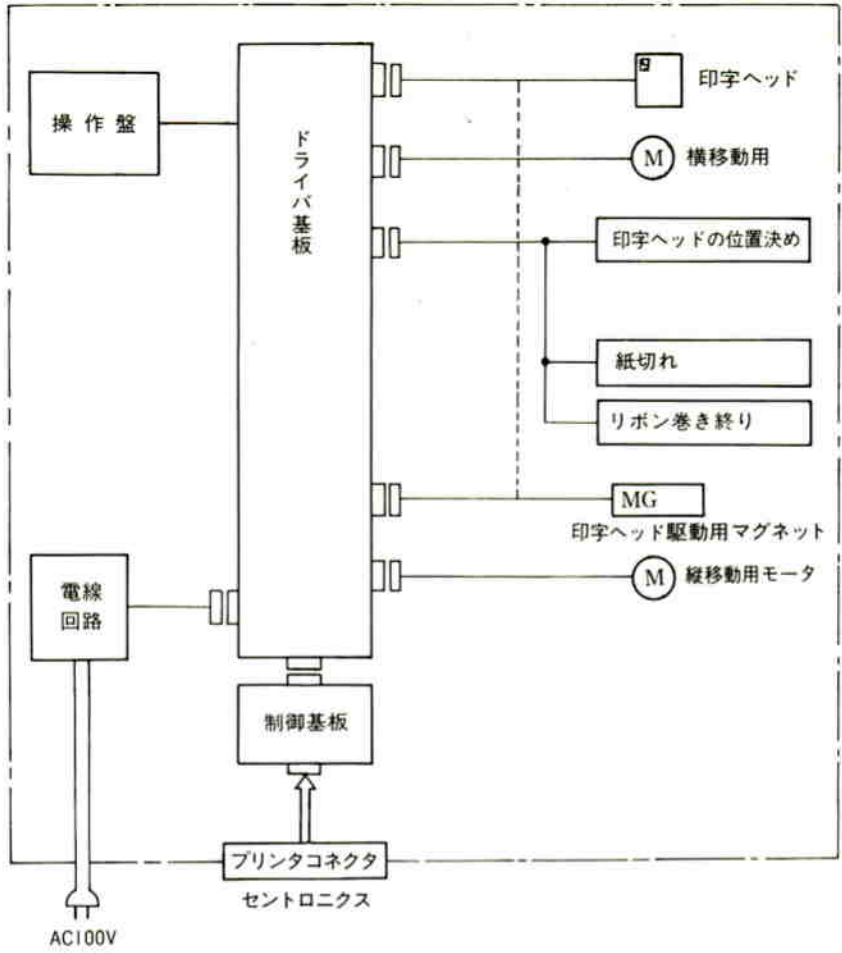 操作盤
ドライバ基板
印字ヘッド
M 横移動用
印字ヘッドの位置決め
紙切れ
リボン巻き終り
MG
印字ヘッド駆動用マグネット
M 縦移動用モータ
電線
回路
制御基板
プリンタコネクタ
セントロニクス
AC100V